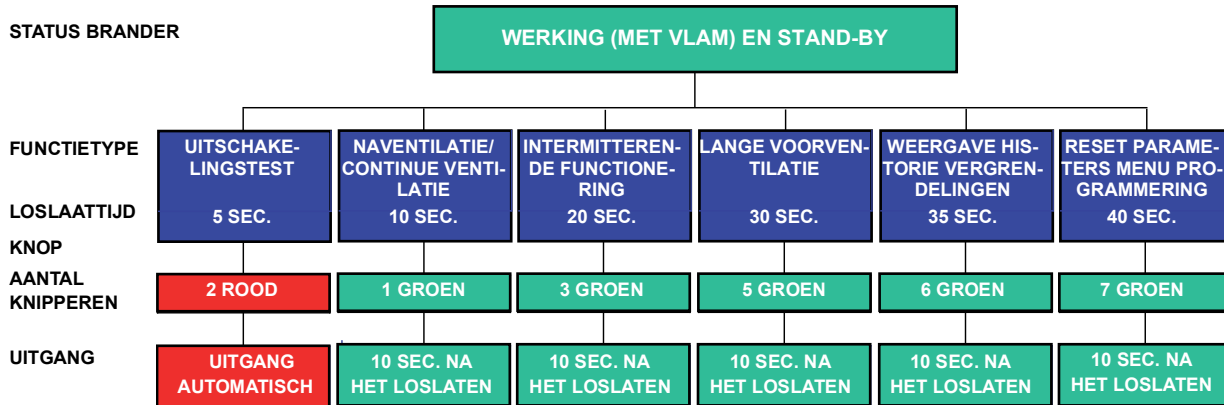 STATUS BRANDER
WERKING (MET VLAM) EN STAND-BY
FUNCTIETYPE
UITSCHAKE-
LINGSTEST
NAVENTILATIE/
CONTINUE VENTI-
LATIE
INTERMITTEREN-
DE FUNCTIONE-
RING
LANGE VOORVEN-
TILATIE
WEERGAVE HIS-
TORIE VERGREN-
DELINGEN
RESET PARAME-
TERS MENU PRO-
GRAMMERING
LOSLAATTIJD
5 SEC.
10 SEC.
20 SEC.
30 SEC.
35 SEC.
40 SEC.
KNOP
AANTAL
KNIPPEREN
2 ROOD
1 GROEN
3 GROEN
5 GROEN
6 GROEN
7 GROEN
UITGANG
UITGANG
AUTOMATISCH
10 SEC. NA
HET LOSLATEN
10 SEC. NA
HET LOSLATEN
10 SEC. NA
HET LOSLATEN
10 SEC. NA
HET LOSLATEN
10 SEC. NA
HET LOSLATEN